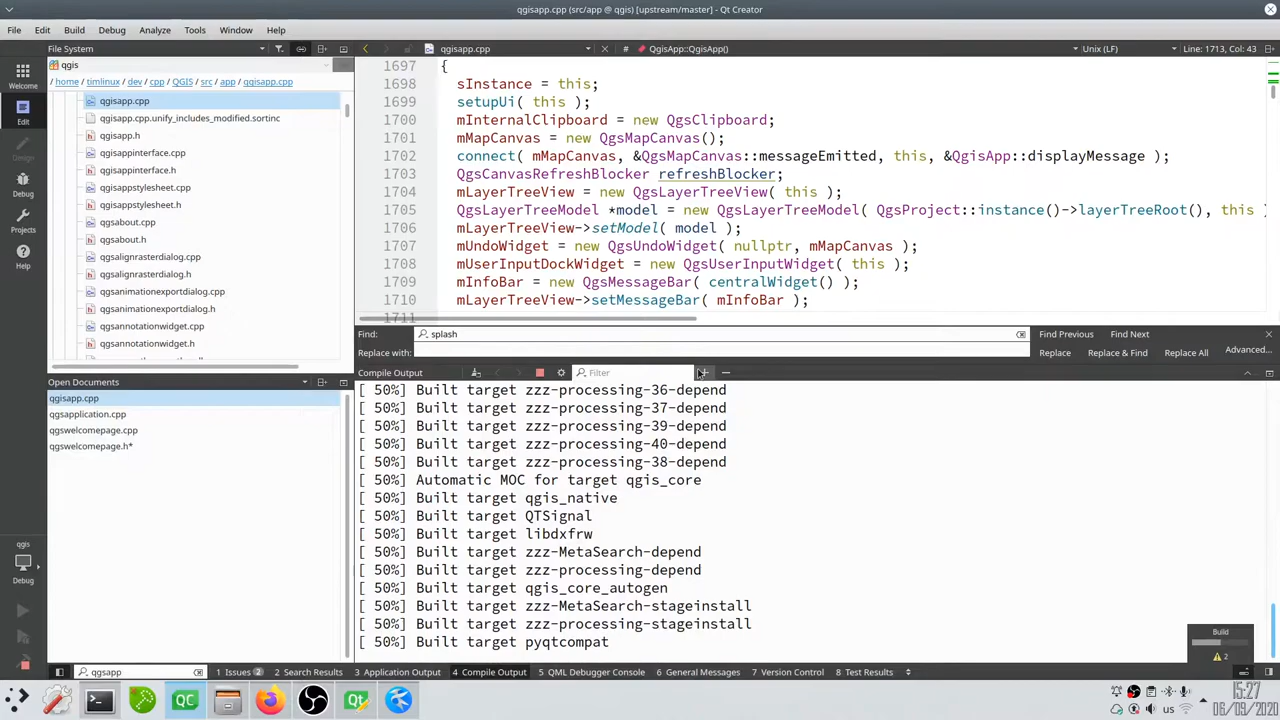 qgisapp.cpp (src/app @ qgis) [upstream/master] - Qt Creator
File Edit Build Debug Analyze Tools Window Help
File System
qgisapp.cpp
# QgisApp::QgisApp()
Unix (LF)
Line: 1713, Col: 43
qgis
/ home / timlinux / dev / cpp / QGIS / src / app / qgisapp.cpp
Welcome
Edit
Design
Debug
Projects
Help
qgis
Debug
qgisapp.cpp
qgisapp.cpp.unify_includes_modified.sortinc
qgisapp.h
qgisappinterface.cpp
qgisappinterface.h
qgisappstylesheet.cpp
qgisappstylesheet.h
qgsabout.cpp
qgsabout.h
qgsalignrasterdialog.cpp
qgsalignrasterdialog.h
qgsanimationexportdialog.cpp
qgsanimationexportdialog.h
qgsannotationwidget.cpp
qgsannotationwidget.h
Open Documents
qgisapp.cpp
qgsapplication.cpp
qgswelcomepage.cpp
qgswelcomepage.h*
1697 {
1698 sInstance = this;
1699 setupUi( this );
1700 mInternalClipboard = new QgsClipboard;
1701 mMapCanvas = new QgsMapCanvas();
1702 connect( mMapCanvas, &QgsMapCanvas::messageEmitted, this, &QgisApp::displayMessage );
1703 QgsCanvasRefreshBlocker refreshBlocker;
1704 mLayerTreeView = new QgsLayerTreeView( this );
1705 QgsLayerTreeModel *model = new QgsLayerTreeModel( QgsProject::instance()->layerTreeRoot(), this )
1706 mLayerTreeView->setModel( model );
1707 mUndoWidget = new QgsUndoWidget( nullptr, mMapCanvas );
1708 mUserInputDockWidget = new QgsUserInputWidget( this );
1709 mInfoBar = new QgsMessageBar( centralWidget() );
1710 mLayerTreeView->setMessageBar( mInfoBar );
1711
Find: splash Find Previous Find Next
Replace with: Replace Replace & Find Replace All Advanced...
Compile Output Filter
[ 50%] Built target zzz-processing-36-depend
[ 50%] Built target zzz-processing-37-depend
[ 50%] Built target zzz-processing-39-depend
[ 50%] Built target zzz-processing-40-depend
[ 50%] Built target zzz-processing-38-depend
[ 50%] Automatic MOC for target qgis_core
[ 50%] Built target qgis_native
[ 50%] Built target QTSignal
[ 50%] Built target libdxfrw
[ 50%] Built target zzz-MetaSearch-depend
[ 50%] Built target zzz-processing-depend
[ 50%] Built target qgis_core_autogen
[ 50%] Built target zzz-MetaSearch-stageinstall
[ 50%] Built target zzz-processing-stageinstall
[ 50%] Built target pyqtcompat
Build
2
qgsapp
1 Issues 2 2 Search Results 3 Application Output 4 Compile Output 5 QML Debugger Console 6 General Messages 7 Version Control 8 Test Results
QC
us
15:27
06/09/2020